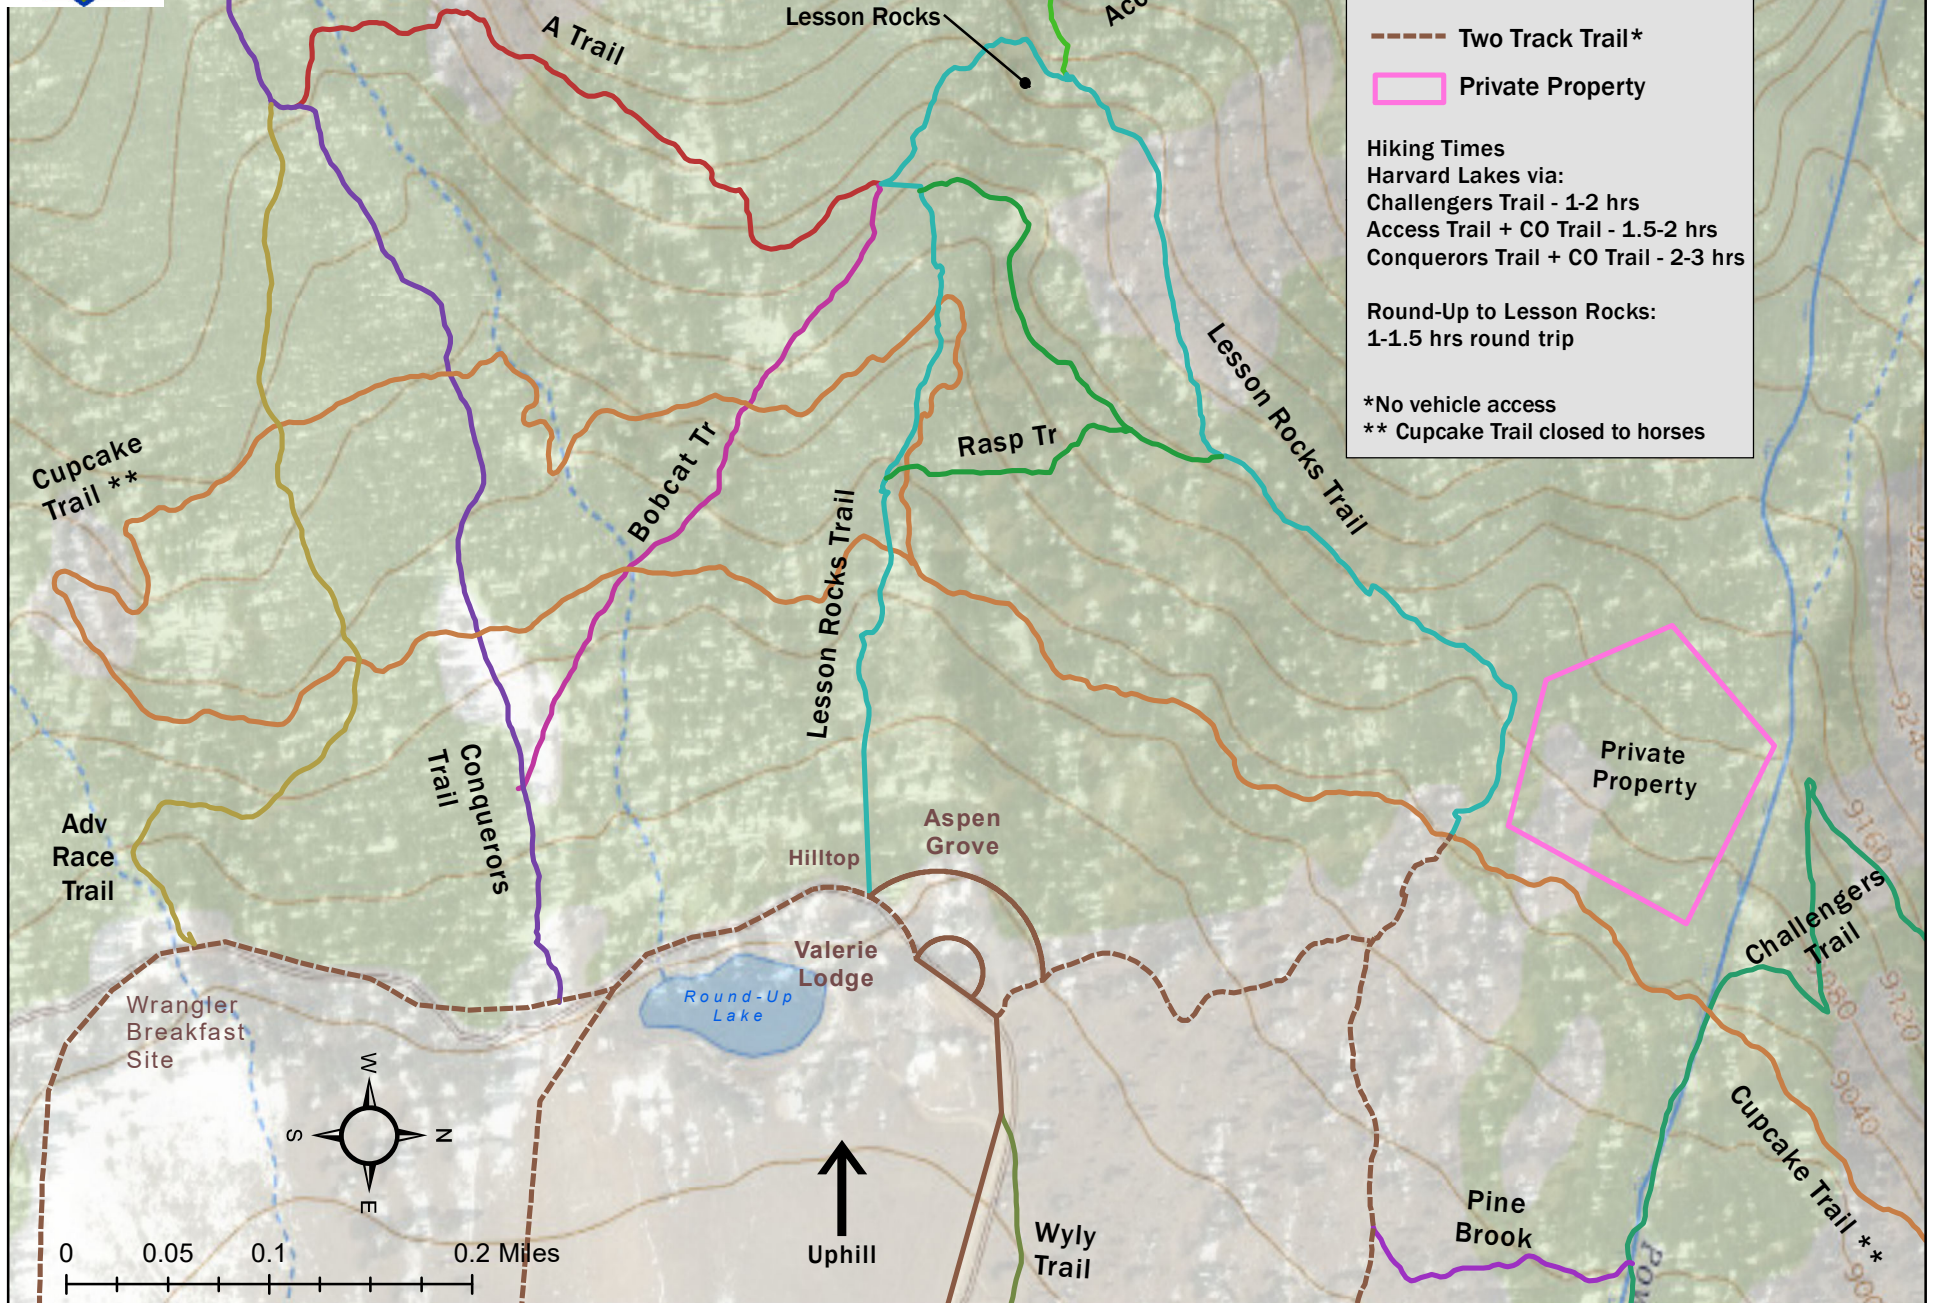 Lesson Rocks
A Trail
Two Track Trail*
Private Property
Hiking Times
Harvard Lakes via:
Challengers Trail - 1-2 hrs
Access Trail + CO Trail - 1.5-2 hrs
Conquerors Trail + CO Trail - 2-3 hrs
Round-Up to Lesson Rocks:
1-1.5 hrs round trip
*No vehicle access
** Cupcake Trail closed to horses
Cupcake
Trail **
Bobcat Tr
Rasp Tr
Lesson Rocks Trail
Lesson Rocks Trail
9280
9240
Private
Property
Conquerors
Trail
Adv
Race
Trail
Hilltop
Aspen
Grove
Valerie
Lodge
Round-Up
Lake
Challengers
Trail
9160
9120
9040
Wrangler
Breakfast
Site
W
S
N
E
0 0.05 0.1 0.2 Miles
Uphill
Wyly
Trail
Pine
Brook
Cupcake Trail **